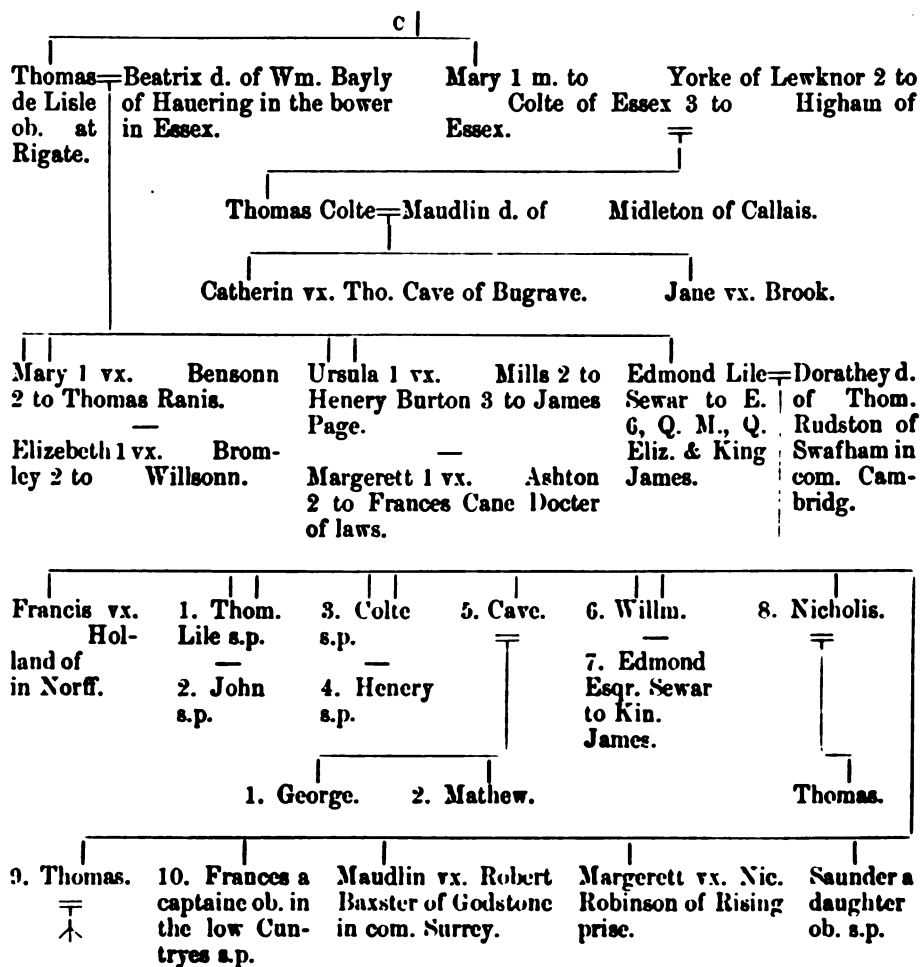 C
Thomas Beatrix d. of Wm. Bayly
de Lisle of Hauering in the bower
ob. at in Essex.
Rigate.
Mary 1 m. to Yorke of Lewknor 2 to
Colte of Essex 3 to Higham of
Essex.
Thomas Colte Maudlin d. of Midleton of Callais.
Catherin vx. Tho. Cave of Bugrave. Jane vx. Brook.
Mary 1 vx. Bensonn
2 to Thomas Ranis.
Elizebeth 1 vx. Brom-
ley 2 to Willsonn.
Ursula 1 vx. Mills 2 to
Henery Burton 3 to James
Page.
Margerett 1 vx. Ashton
2 to Frances Cane Docter
of laws.
Edmond Lile
Sewar to E.
6, Q. M., Q.
Eliz. & King
James.
Dorathey d.
of Thom.
Rudston of
Swafham in
com. Cam-
bridg.
Francis vx.
Hol-
land of
in Norff.
1. Thom.
Lile s.p.
2. John
s.p.
3. Colte
s.p.
4. Henery
s.p.
5. Cave.
6. Willm.
7. Edmond
Esqr. Sewar
to Kin.
James.
8. Nicholis.
1. George. 2. Mathew.
Thomas.
9. Thomas.
10. Frances a
captaine ob. in
the low Cun-
tryes s.p.
Maudlin vx. Robert
Baxster of Godstone
in com. Surrey.
Margerett vx. Nic.
Robinson of Rising
prise.
Saunder a
daughter
ob. s.p.